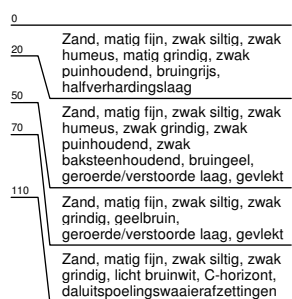 0
Zand, matig fijn, zwak siltig, zwak
humeus, matig grindig, zwak
puinhoudend, bruingrijs,
halfverhardingslaag
20
Zand, matig fijn, zwak siltig, zwak
humeus, zwak grindig, zwak
puinhoudend, zwak
baksteenhoudend, bruingeel,
geroerde/verstoorde laag, gevlekt
50
Zand, matig fijn, zwak siltig, zwak
grindig, geelbruin,
geroerde/verstoorde laag, gevlekt
70
Zand, matig fijn, zwak siltig, zwak
grindig, licht bruinwit, C-horizont,
daluitspoelingswaaierafzettingen
110